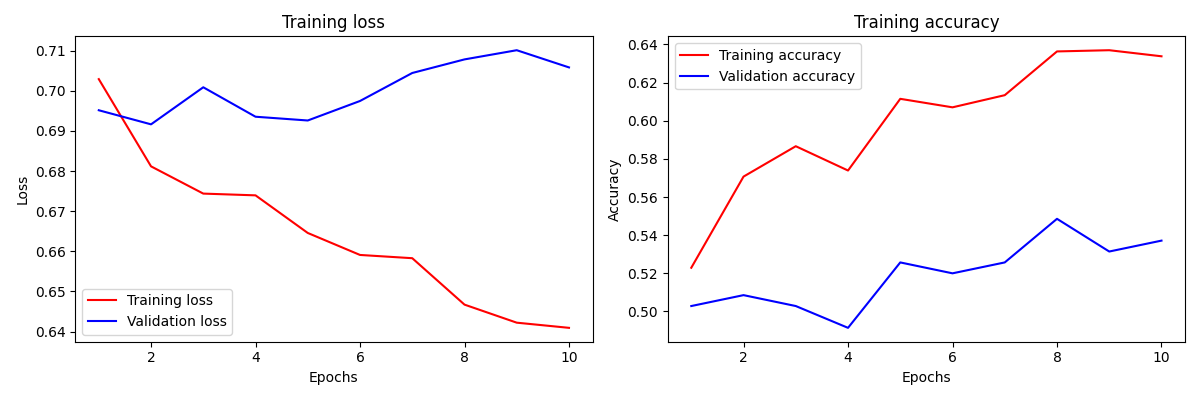 Training loss
0.71
0.70
0.69
0.68
0.67
0.66
0.65
0.64
Loss
Training loss
Validation loss
2 4 6 8 10
Epochs
Training accuracy
0.64
0.62
0.60
0.58
0.56
0.54
0.52
0.50
Accuracy
Training accuracy
Validation accuracy
2 4 6 8 10
Epochs